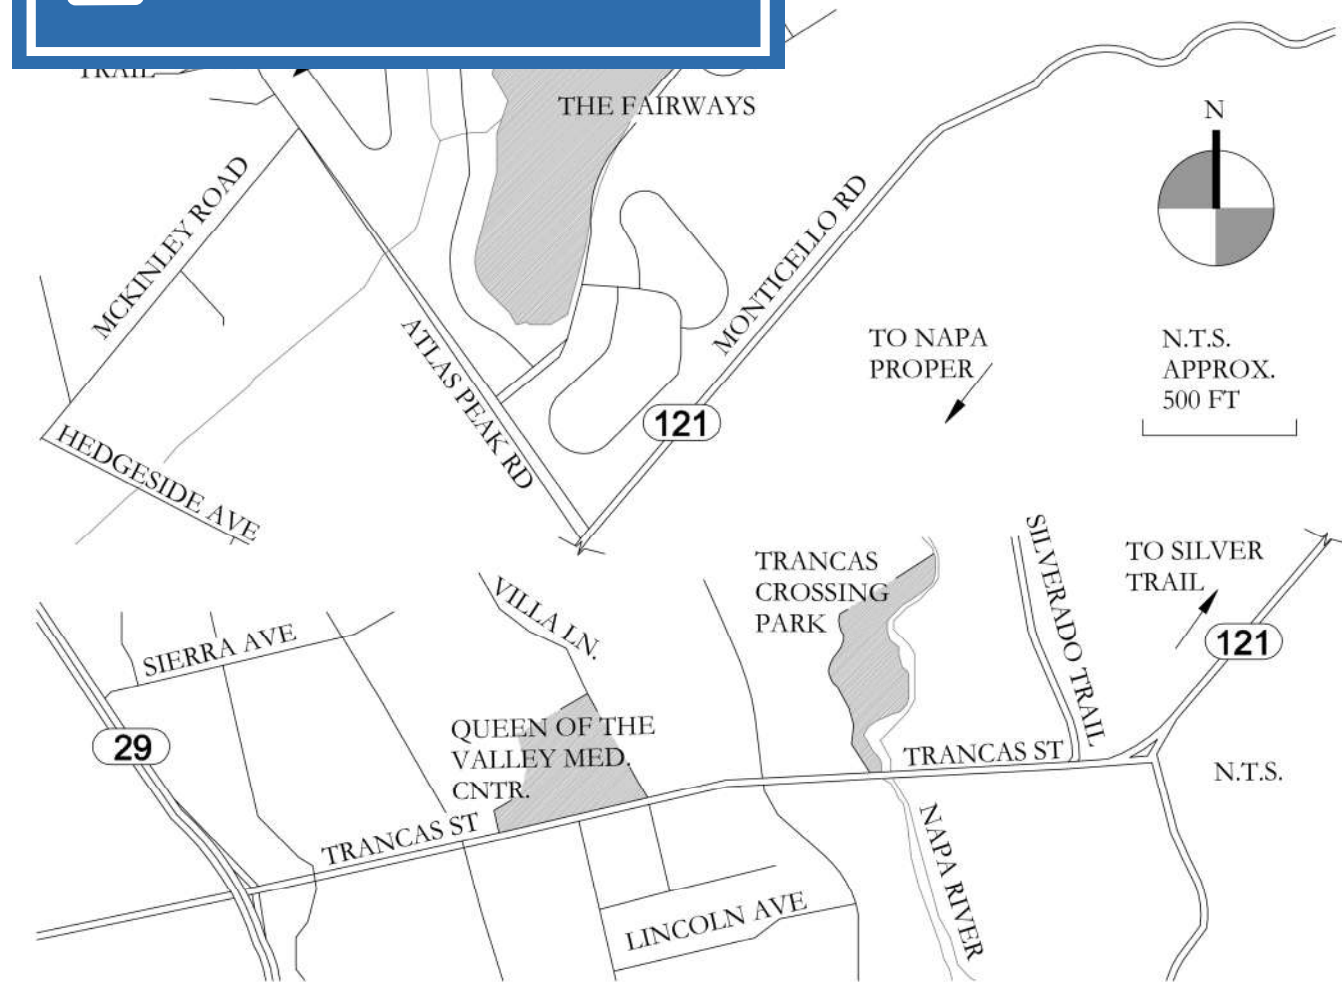 TRAIL
THE FAIRWAYS
N
MCKINLEY ROAD
MONTICELLO RD
ATLAS PEAK RD
TO NAPA
PROPER
N.T.S.
APPROX.
500 FT
121
HEDGESIDE AVE
TRANCAS
CROSSING
PARK
SILVERADO TRAIL
TO SILVER
TRAIL
VILLA LN.
SIERRA AVE
121
29
QUEEN OF THE
VALLEY MED.
CNTR.
TRANCAS ST
N.T.S.
TRANCAS ST
NAPA RIVER
LINCOLN AVE